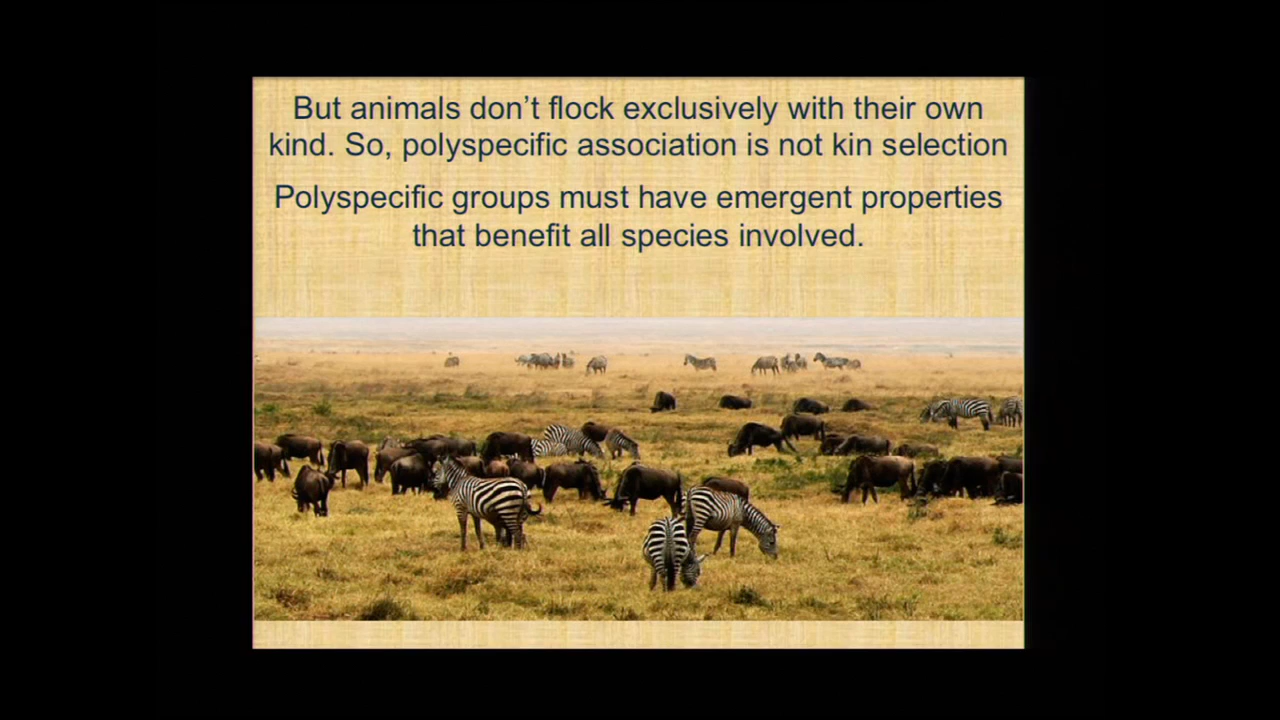 But animals don’t flock exclusively with their own
kind. So, polyspecific association is not kin selection
Polyspecific groups must have emergent properties
that benefit all species involved.